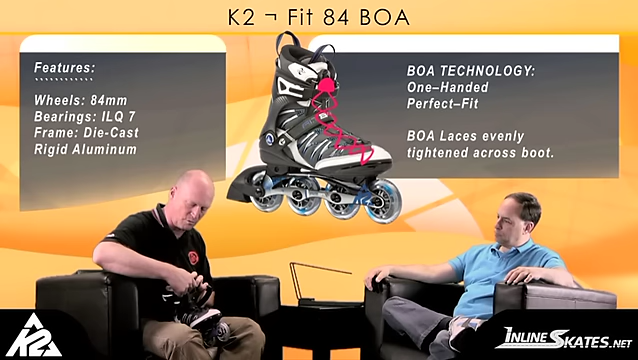 K2 ¬ Fit 84 BOA
Features:
Wheels: 84mm
Bearings: ILQ 7
Frame: Die-Cast
Rigid Aluminum
BOA TECHNOLOGY:
One–Handed
Perfect–Fit
BOA Laces evenly
tightened across boot.
K2
INLINESKATES.NET